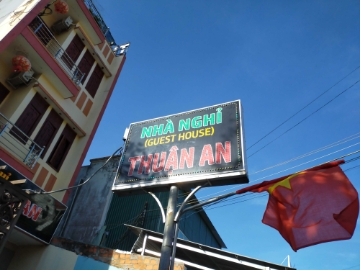 NHÀ NGHỈ
(GUEST HOUSE)
THUẬN AN